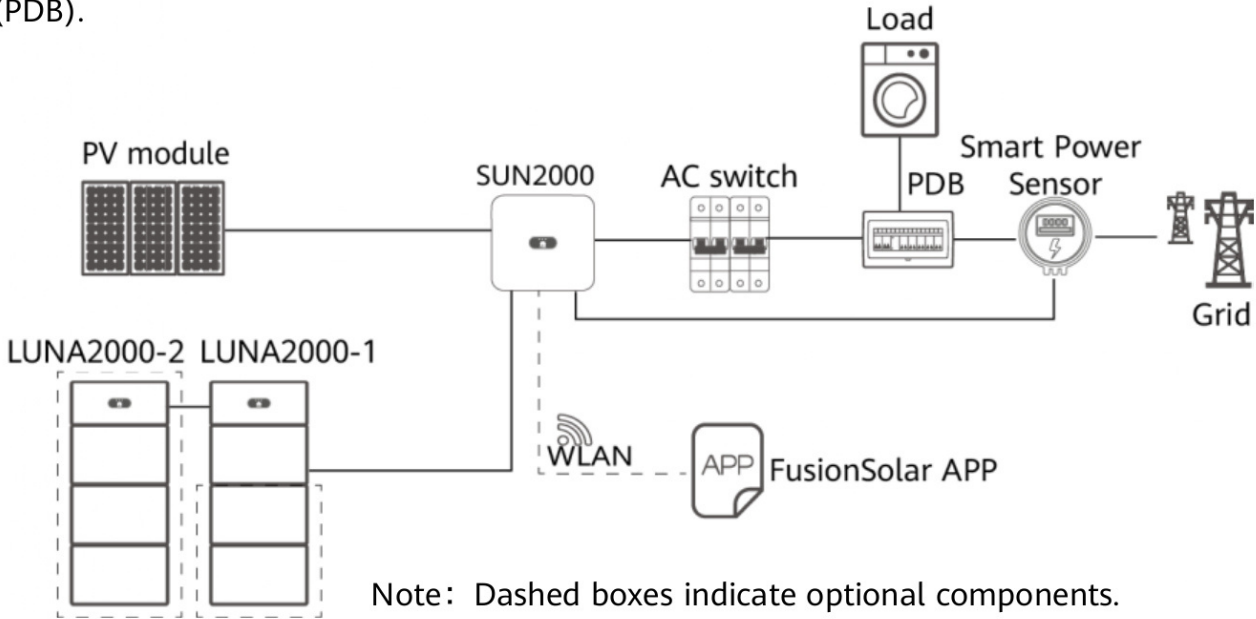 (PDB).
Load
PV module
SUN2000
AC switch
PDB
Smart Power
Sensor
Grid
LUNA2000-2
LUNA2000-1
WLAN
APP
FusionSolar APP
Note: Dashed boxes indicate optional components.